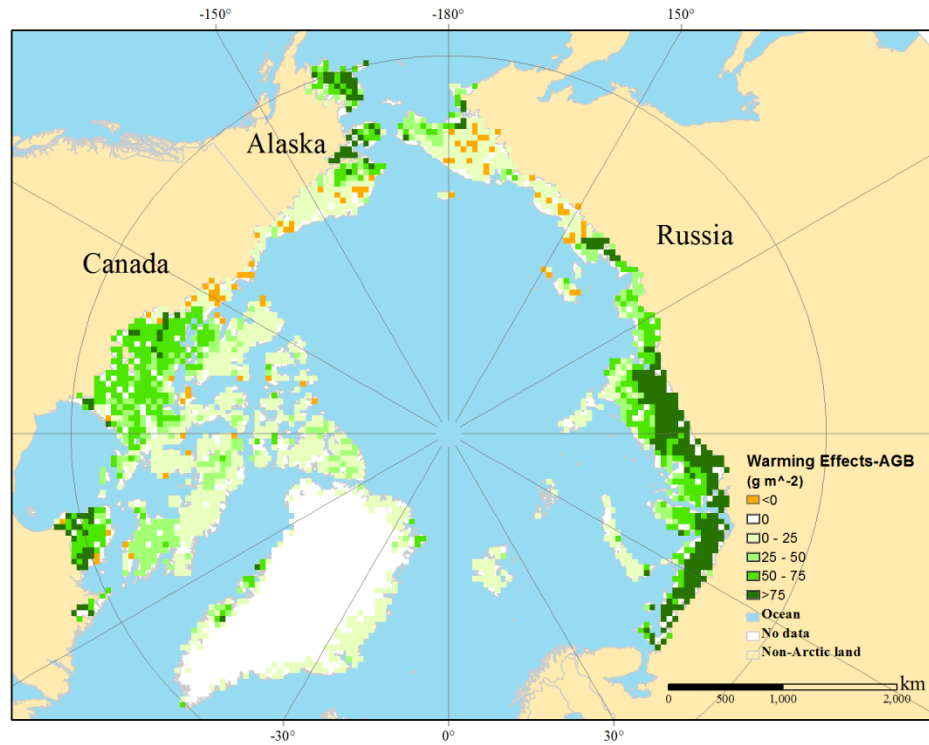 -150°
-180°
150°
Alaska
Canada
Russia
Warming Effects-AGB
(g m^-2)
<0
0
0 - 25
25 - 50
50 - 75
>75
Ocean
No data
Non-Arctic land
km
0 500 1,000 2,000
-30°
0°
30°